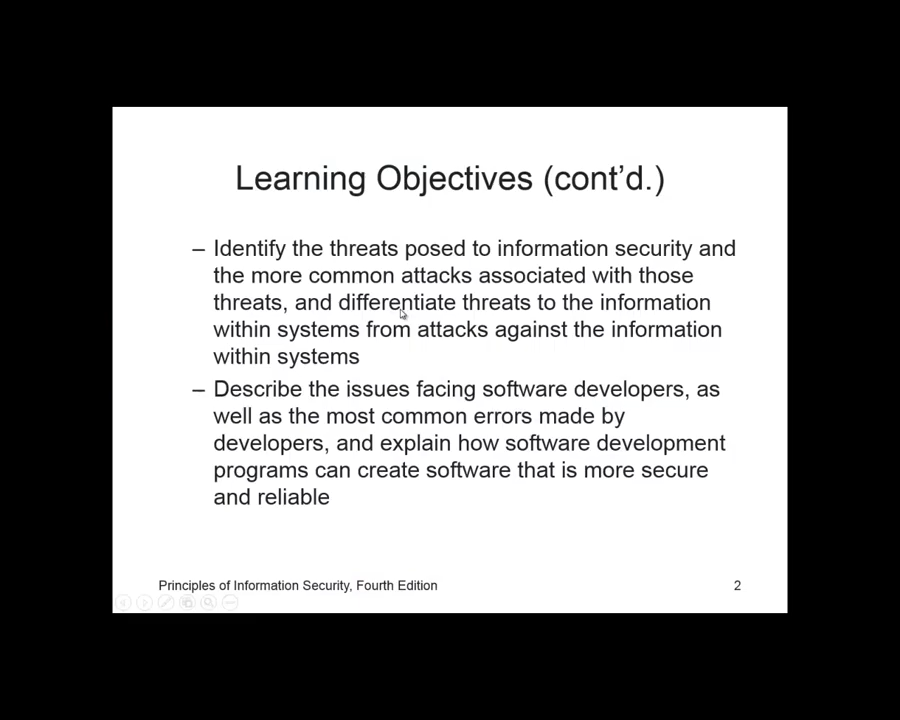 Learning Objectives (cont’d.)
– Identify the threats posed to information security and
the more common attacks associated with those
threats, and differentiate threats to the information
within systems from attacks against the information
within systems
– Describe the issues facing software developers, as
well as the most common errors made by
developers, and explain how software development
programs can create software that is more secure
and reliable
Principles of Information Security, Fourth Edition
2